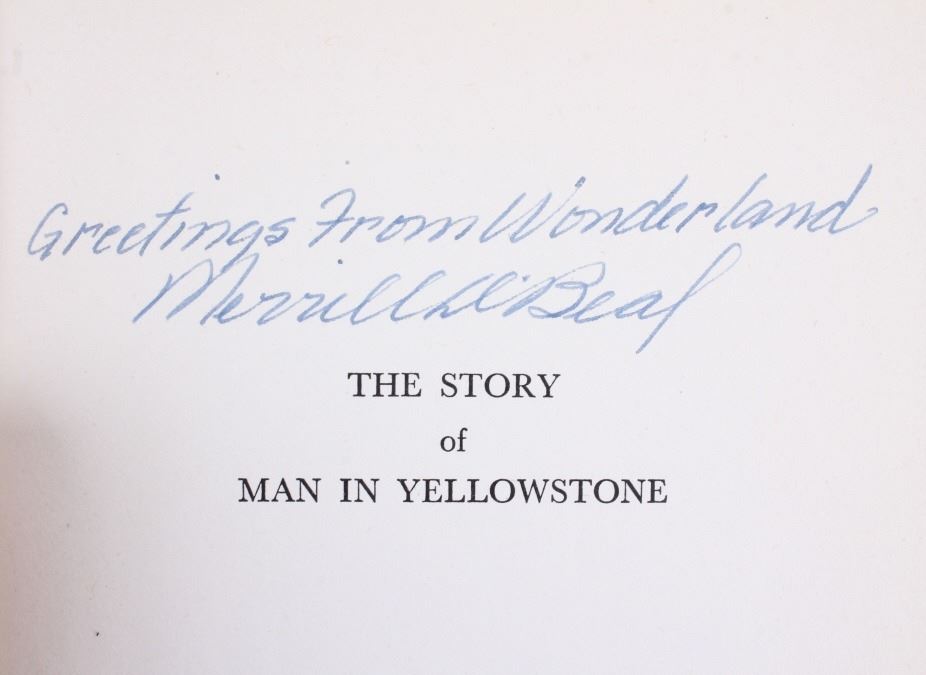 Greetings From Wonderland
Merrill D. Beal
THE STORY
of
MAN IN YELLOWSTONE